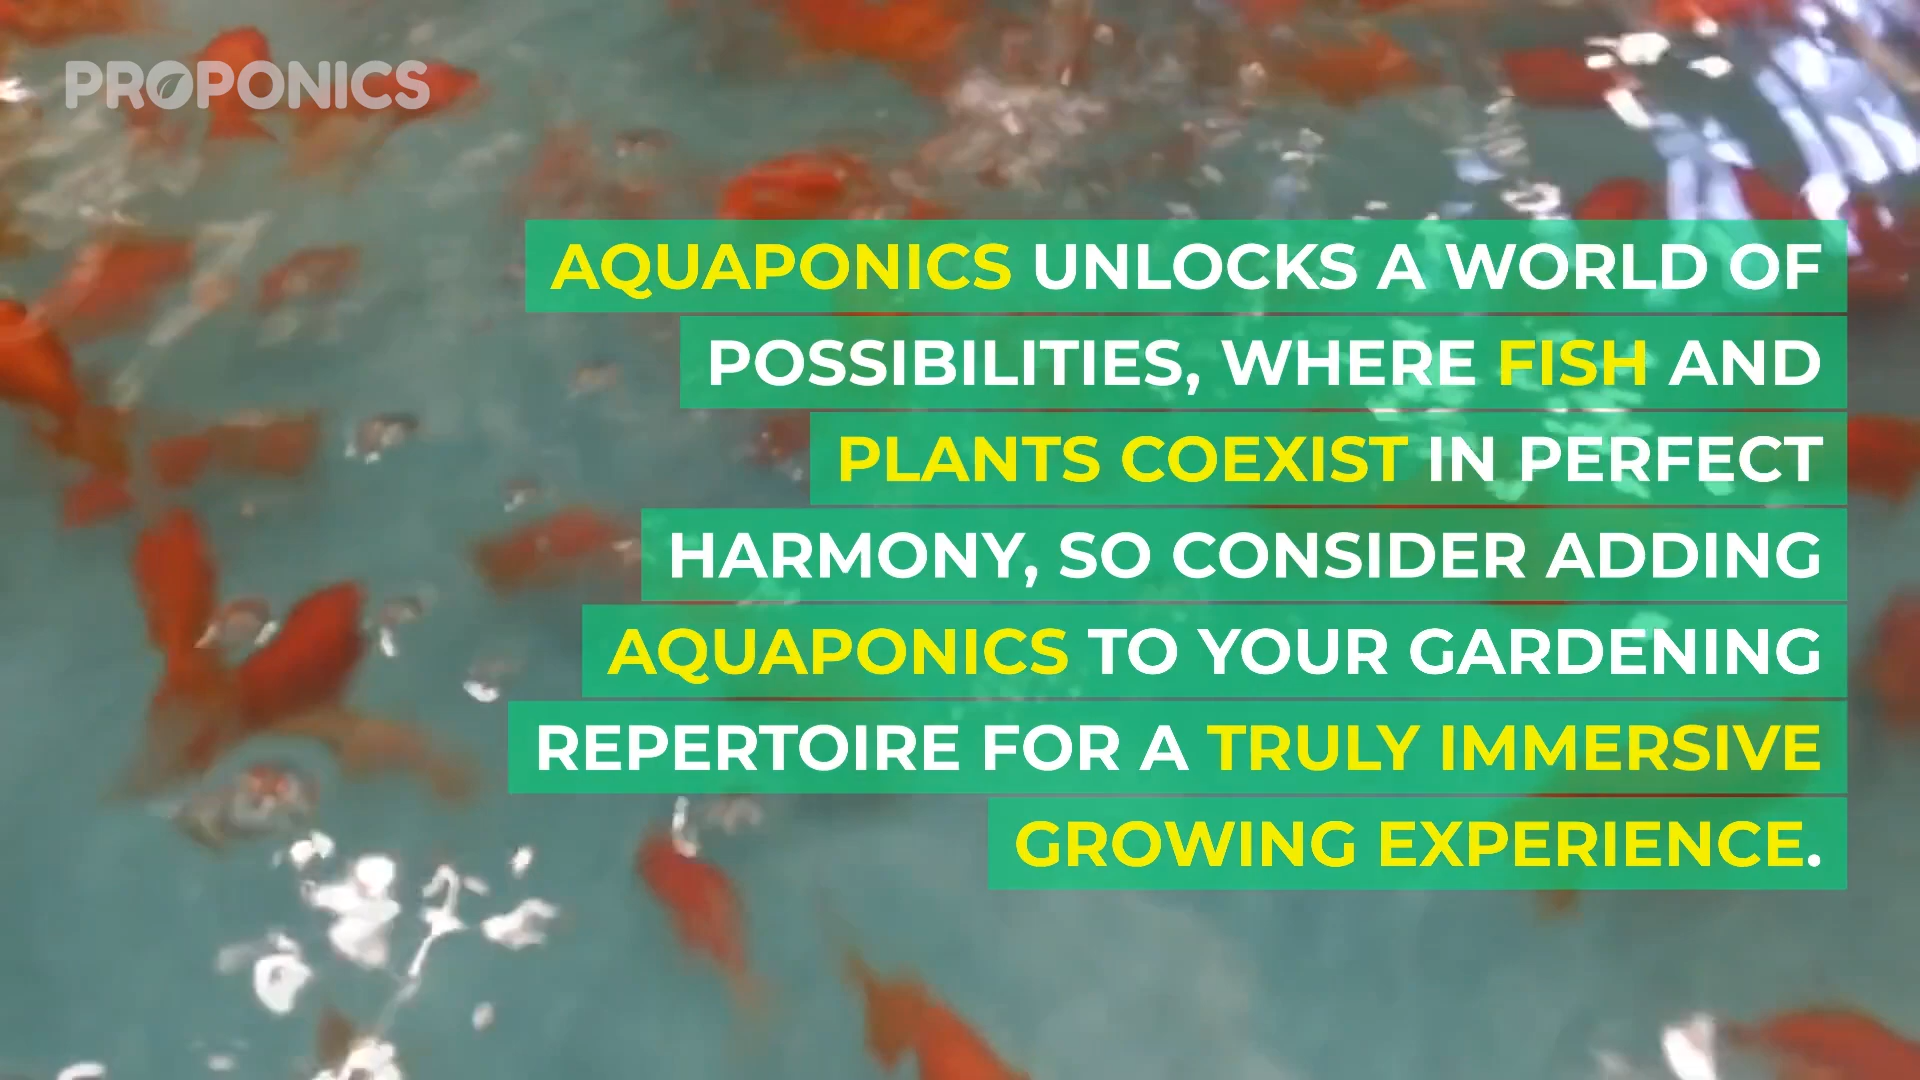 PROPONICS
AQUAPONICS UNLOCKS A WORLD OF
POSSIBILITIES, WHERE FISH AND
PLANTS COEXIST IN PERFECT
HARMONY, SO CONSIDER ADDING
AQUAPONICS TO YOUR GARDENING
REPERTOIRE FOR A TRULY IMMERSIVE
GROWING EXPERIENCE.